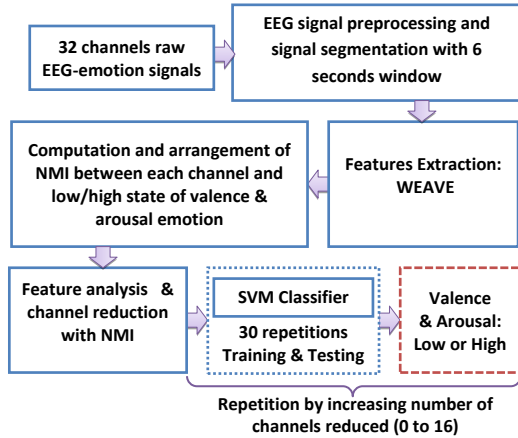 32 channels raw
EEG-emotion signals
EEG signal preprocessing and
signal segmentation with 6
seconds window
Computation and arrangement of
NMI between each channel and
low/high state of valence &
arousal emotion
Features Extraction:
WEAVE
Feature analysis &
channel reduction
with NMI
SVM Classifier
30 repetitions
Training & Testing
Valence
& Arousal:
Low or High
Repetition by increasing number of
channels reduced (0 to 16)